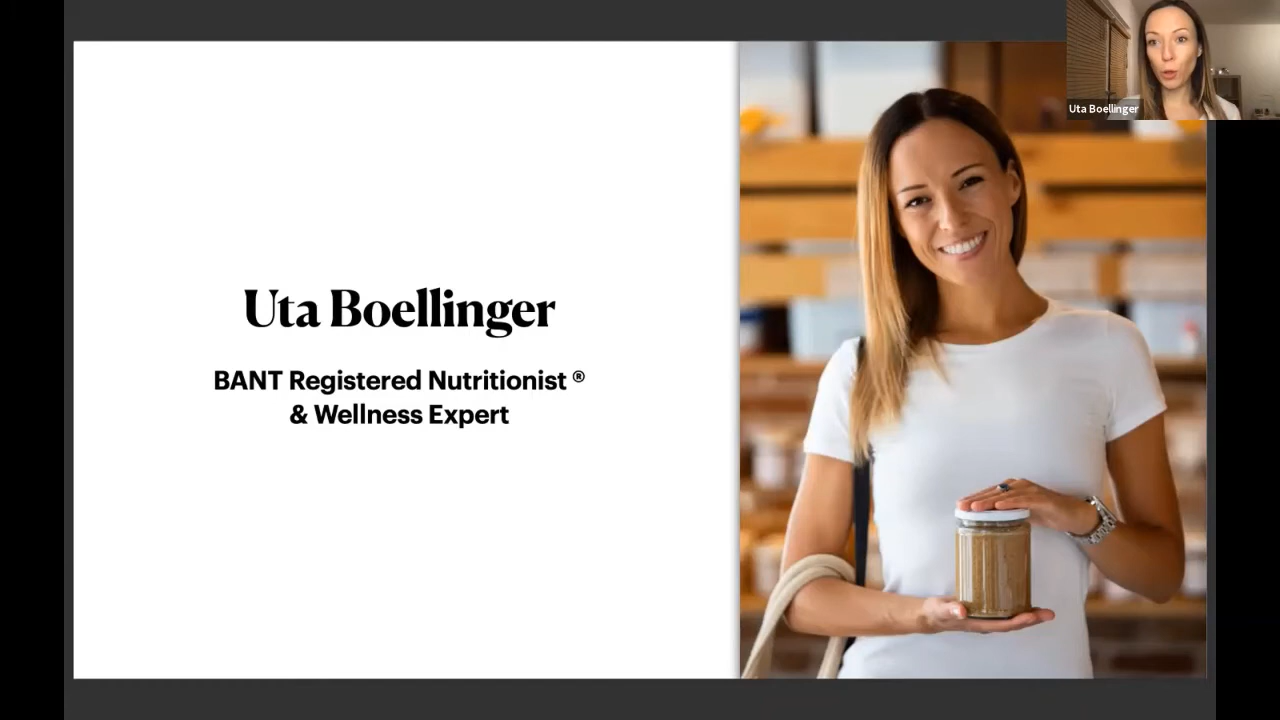 Uta Boellinger
Uta Boellinger
BANT Registered Nutritionist ®
& Wellness Expert